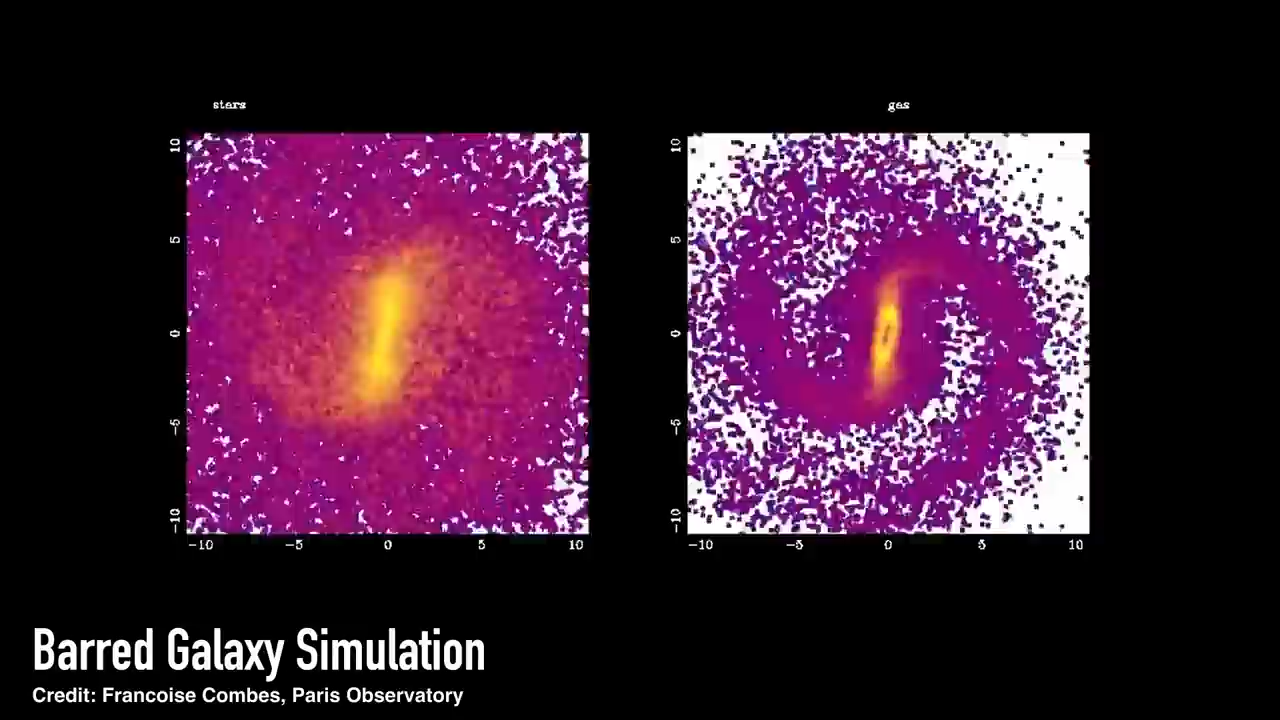 stars
gas
10
5
0
−5
−10
−10 −5 0 5 10
10
5
0
−5
−10
−10 −5 0 5 10
Barred Galaxy Simulation
Credit: Francoise Combes, Paris Observatory